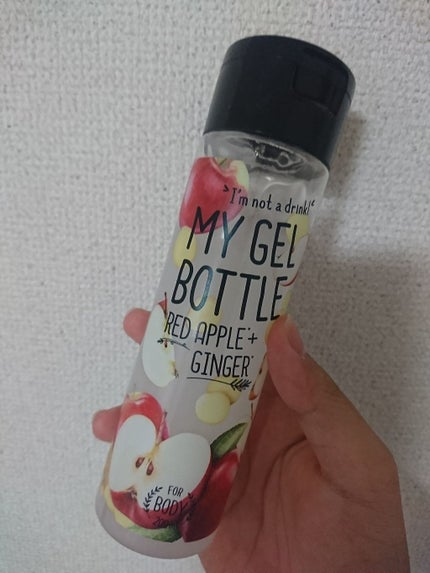 I'm not a drink!
MY GEL
BOTTLE
RED APPLE*+
GINGER*
FOR
BODY